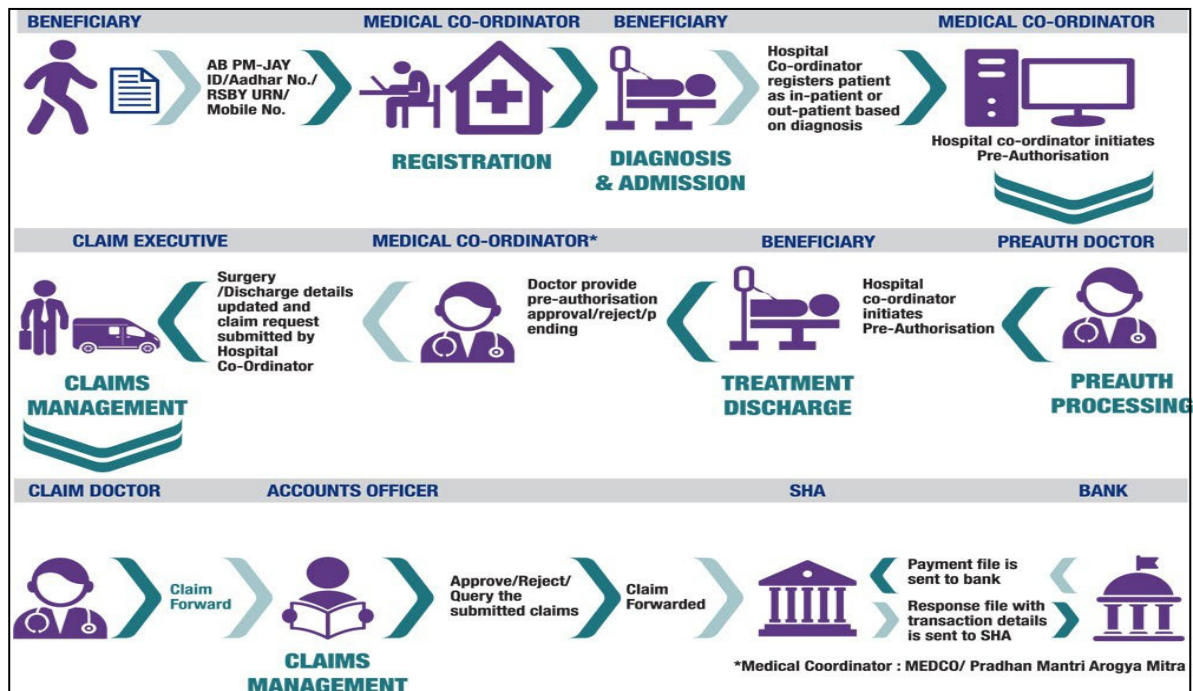 BENEFICIARY
MEDICAL CO-ORDINATOR
BENEFICIARY
MEDICAL CO-ORDINATOR
AB PM-JAY
ID/Aadhar No./
RSBY URN/
Mobile No.
REGISTRATION
DIAGNOSIS
& ADMISSION
Hospital
Co-ordinator
registers patient
as in-patient or
out-patient based
on diagnosis
Hospital co-ordinator initiates
Pre-Authorisation
CLAIM EXECUTIVE
MEDICAL CO-ORDINATOR*
BENEFICIARY
PREAUTH DOCTOR
CLAIMS
MANAGEMENT
Surgery
/Discharge details
updated and
claim request
submitted by
Hospital
Co-Ordinator
Doctor provide
pre-authorisation
approval/reject/p
ending
TREATMENT
DISCHARGE
Hospital
co-ordinator
initiates
Pre-Authorisation
PREAUTH
PROCESSING
CLAIM DOCTOR
ACCOUNTS OFFICER
SHA
BANK
Claim
Forward
CLAIMS
MANAGEMENT
Approve/Reject/
Query the
submitted claims
Claim
Forwarded
Payment file is
sent to bank
Response file with
transaction details
is sent to SHA
*Medical Coordinator : MEDCO/ Pradhan Mantri Arogya Mitra